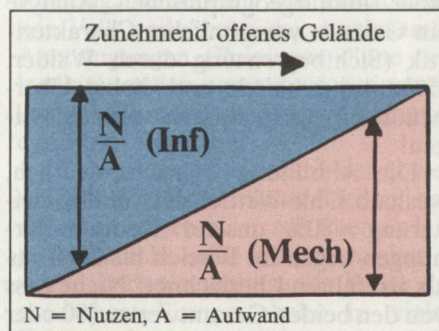 Zunehmend offenes Gelände
N/A (Inf)
N/A (Mech)
N = Nutzen, A = Aufwand